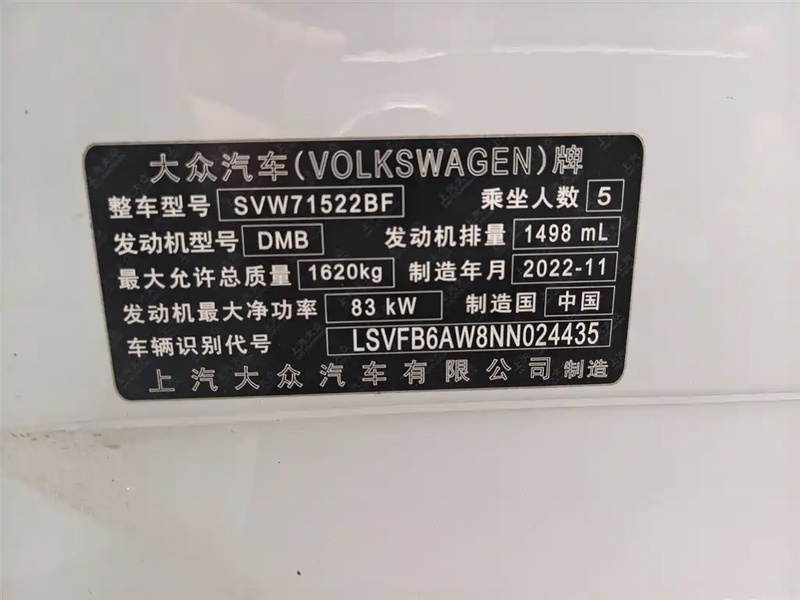 大众汽车(VOLKSWAGEN)牌
整车型号 SVW71522BF 乘坐人数 5
发动机型号 DMB 发动机排量 1498 mL
最大允许总质量 1620kg 制造年月 2022-11
发动机最大净功率 83 kW 制造国 中国
车辆识别代号 LSVFB6AW8NN024435
上汽大众汽车有限公司 制造